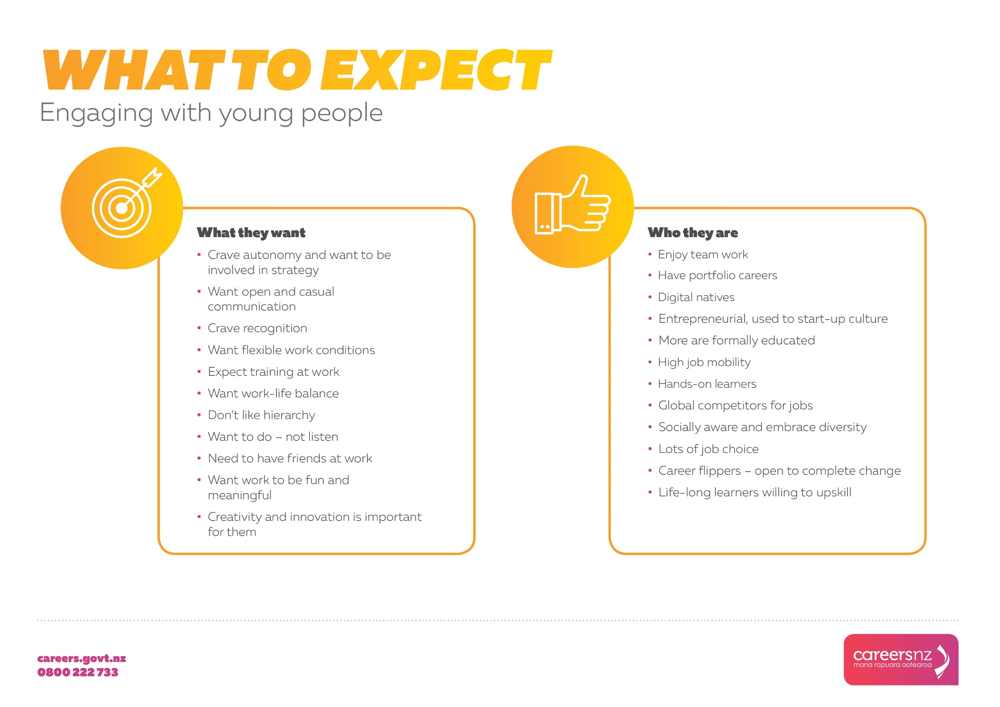 WHAT TO EXPECT
Engaging with young people
What they want
• Crave autonomy and want to be
involved in strategy
• Want open and casual
communication
• Crave recognition
• Want flexible work conditions
• Expect training at work
• Want work-life balance
• Don't like hierarchy
• Want to do – not listen
• Need to have friends at work
• Want work to be fun and
meaningful
• Creativity and innovation is important
for them
Who they are
• Enjoy team work
• Have portfolio careers
• Digital natives
• Entrepreneurial, used to start-up culture
• More are formally educated
• High job mobility
• Hands-on learners
• Global competitors for jobs
• Socially aware and embrace diversity
• Lots of job choice
• Career flippers – open to complete change
• Life-long learners willing to upskill
careers.govt.nz
0800 222 733
careersnz
mana rapuara aotearoa